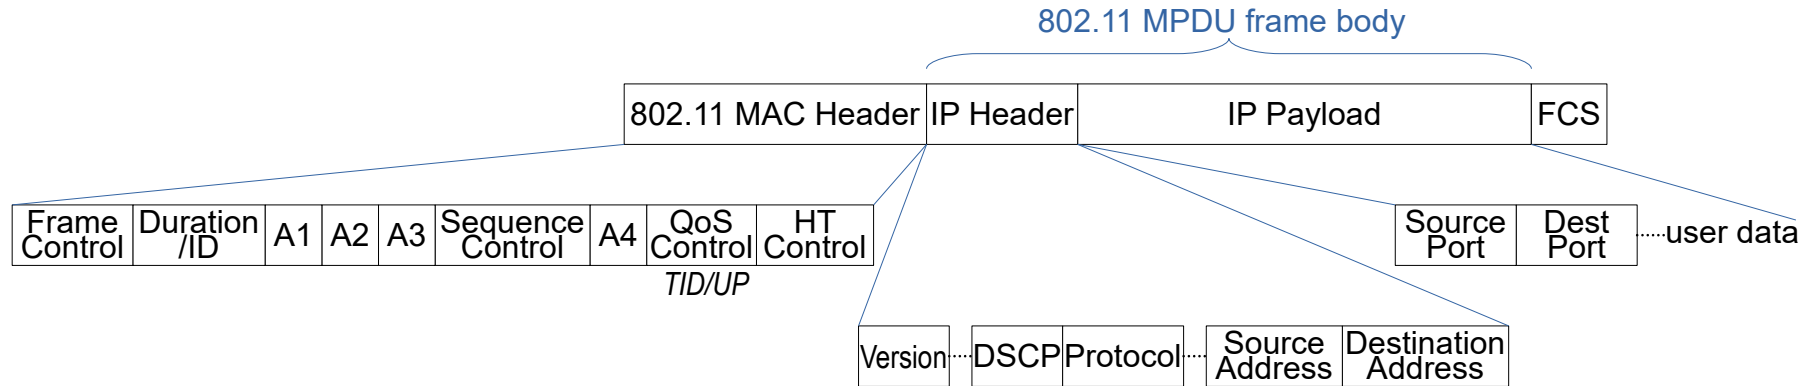 802.11 MPDU frame body
802.11 MAC Header IP Header IP Payload FCS
Frame Control Duration /ID A1 A2 A3 Sequence Control A4 QoS Control HT Control
TID/UP
Source Port Dest Port user data
Version DSCP Protocol Source Address Destination Address